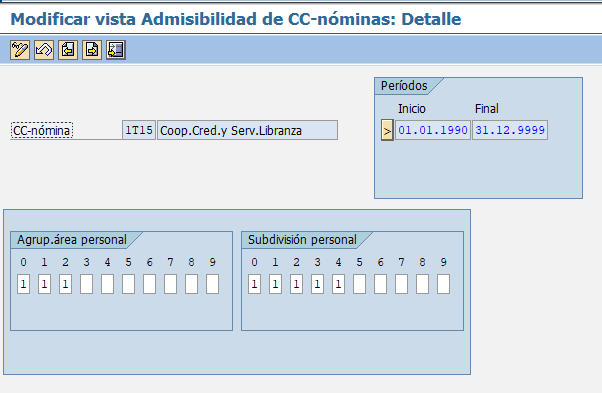 Modificar vista Admisibilidad de CC-nóminas: Detalle
Períodos
Inicio Final
CC-nómina 1T15 Coop.Cred.y Serv.Libranza
> 01.01.1990 31.12.9999
Agrup.área personal
0 1 2 3 4 5 6 7 8 9
1 1 1
Subdivisión personal
0 1 2 3 4 5 6 7 8 9
1 1 1 1 1